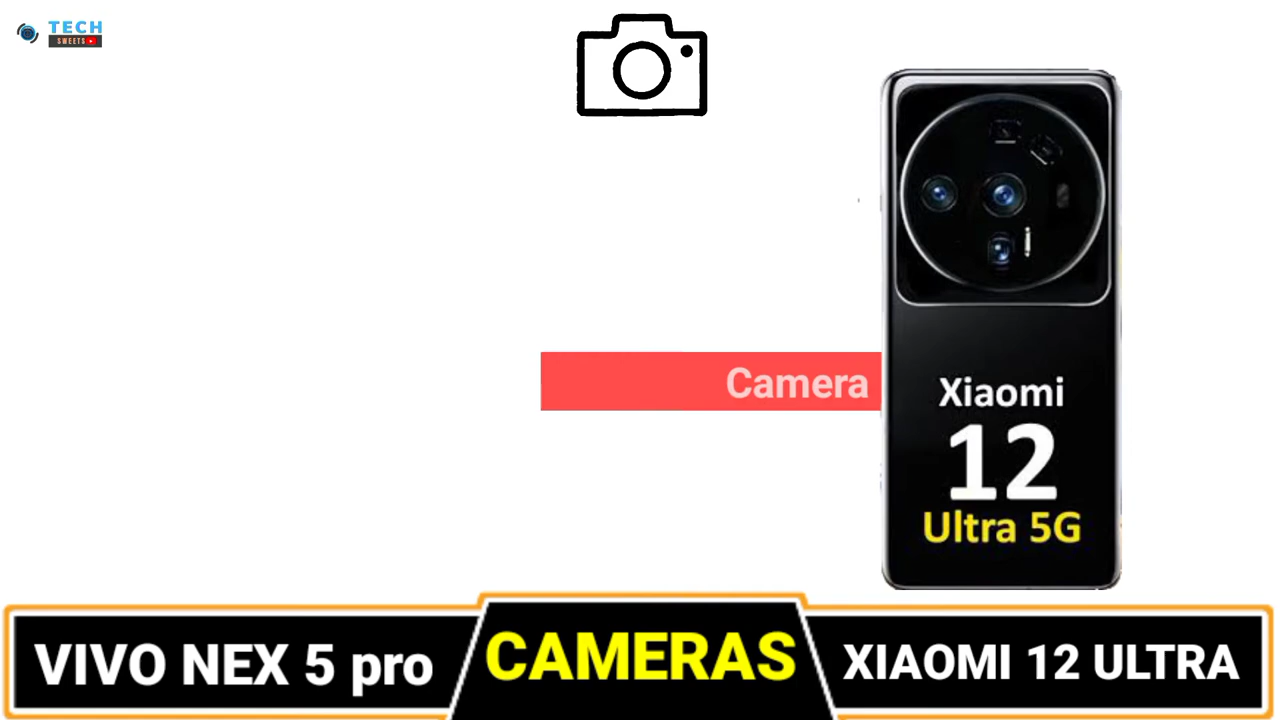 TECH
SWEETS
Camera
Xiaomi
12
Ultra 5G
VIVO NEX 5 pro
CAMERAS
XIAOMI 12 ULTRA